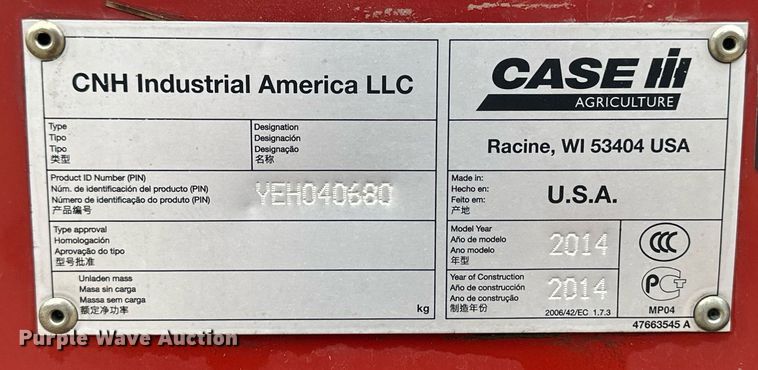 CNH Industrial America LLC
Type
Tipo
Tipo
类型
Designation
Designación
Designação
名称
Product ID Number (PIN)
Núm. de identificación del producto (PIN)
Número de identificação do produto (PIN)
产品编号
YEH040680
Type approval
Homologación
Aprovação do tipo
型号批准
Unladen mass
Masa sin carga
Massa sem carga
额定净功率
kg
CASE IH
AGRICULTURE
Racine, WI 53404 USA
Made in:
Hecho en:
Feito em:
产地
U.S.A.
Model Year
Año de modelo
Ano modelo
年型
2014
CCC
Year of Construction
Año de construcción
Ano de construção
制造年份
2014
2006/42/EC 1.7.3
PCT
MP04
47663545 A
Purple Wave Auction